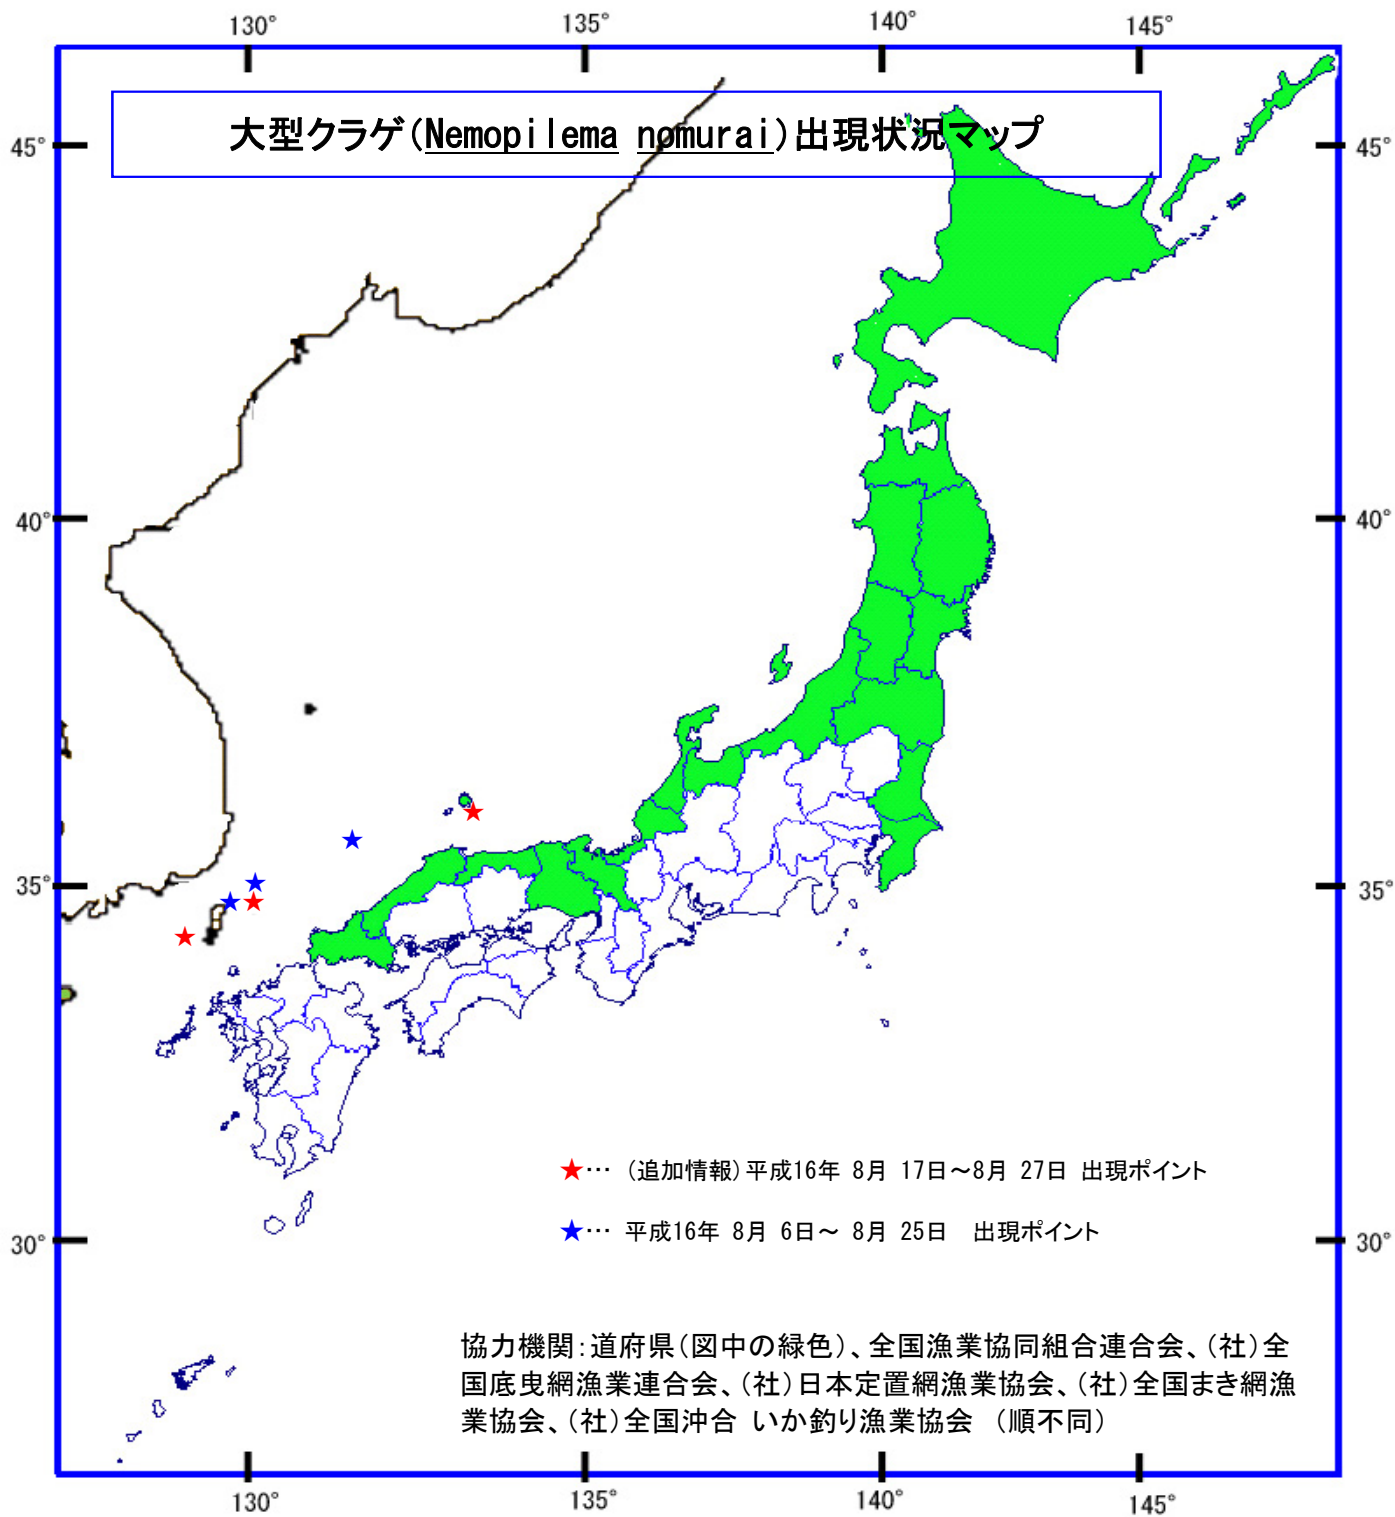 130° 135° 140° 145°
大型クラゲ(Nemopilema nomurai)出現状況マップ
45° 45°
40° 40°
35° 35°
★… (追加情報)平成16年 8月 17日～8月 27日 出現ポイント
★… 平成16年 8月 6日～ 8月 25日 出現ポイント
30° 30°
協力機関:道府県(図中の緑色)、全国漁業協同組合連合会、(社)全
国底曳網漁業連合会、(社)日本定置網漁業協会、(社)全国まき網漁
業協会、(社)全国沖合 いか釣り漁業協会 (順不同)
130° 135° 140° 145°